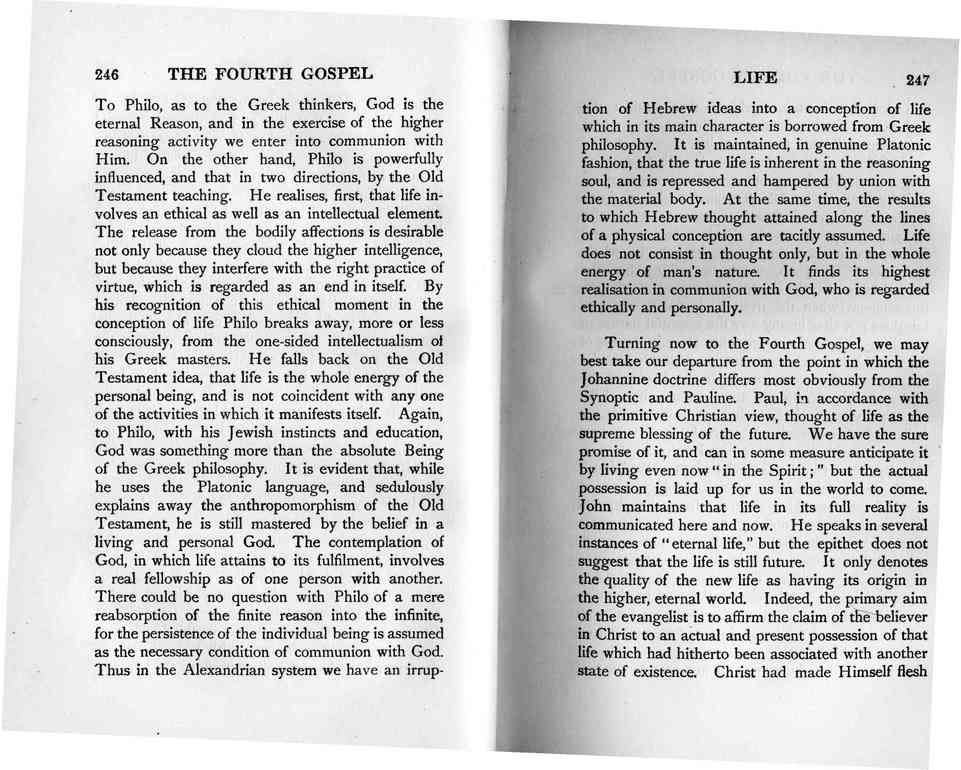 246 THE FOURTH GOSPEL
To Philo, as to the Greek thinkers, God is the
eternal Reason, and in the exercise of the higher
reasoning activity we enter into communion with
Him. On the other hand, Philo is powerfully
influenced, and that in two directions, by the Old
Testament teaching. He realises, first, that life in-
volves an ethical as well as an intellectual element.
The release from the bodily affections is desirable
not only because they cloud the higher intelligence,
but because they interfere with the right practice of
virtue, which is regarded as an end in itself. By
his recognition of this ethical moment in the
conception of life Philo breaks away, more or less
consciously, from the one-sided intellectualism of
his Greek masters. He falls back on the Old
Testament idea, that life is the whole energy of the
personal being, and is not coincident with any one
of the activities in which it manifests itself. Again,
to Philo, with his Jewish instincts and education,
God was something more than the absolute Being
of the Greek philosophy. It is evident that, while
he uses the Platonic language, and sedulously
explains away the anthropomorphism of the Old
Testament, he is still mastered by the belief in a
living and personal God. The contemplation of
God, in which life attains to its fulfilment, involves
a real fellowship as of one person with another.
There could be no question with Philo of a mere
reabsorption of the finite reason into the infinite,
for the persistence of the individual being is assumed
as the necessary condition of communion with God.
Thus in the Alexandrian system we have an irrup-
LIFE 247
tion of Hebrew ideas into a conception of life
which in its main character is borrowed from Greek
philosophy. It is maintained, in genuine Platonic
fashion, that the true life is inherent in the reasoning
soul, and is repressed and hampered by union with
the material body. At the same time, the results
to which Hebrew thought attained along the lines
of a physical conception are tacitly assumed. Life
does not consist in thought only, but in the whole
energy of man's nature. It finds its highest
realisation in communion with God, who is regarded
ethically and personally.
Turning now to the Fourth Gospel, we may
best take our departure from the point in which the
Johannine doctrine differs most obviously from the
Synoptic and Pauline. Paul, in accordance with
the primitive Christian view, thought of life as the
supreme blessing of the future. We have the sure
promise of it, and can in some measure anticipate it
by living even now "in the Spirit;" but the actual
possession is laid up for us in the world to come.
John maintains that life in its full reality is
communicated here and now. He speaks in several
instances of "eternal life," but the epithet does not
suggest that the life is still future. It only denotes
the quality of the new life as having its origin in
the higher, eternal world. Indeed, the primary aim
of the evangelist is to affirm the claim of the believer
in Christ to an actual and present possession of that
life which had hitherto been associated with another
state of existence. Christ had made Himself flesh